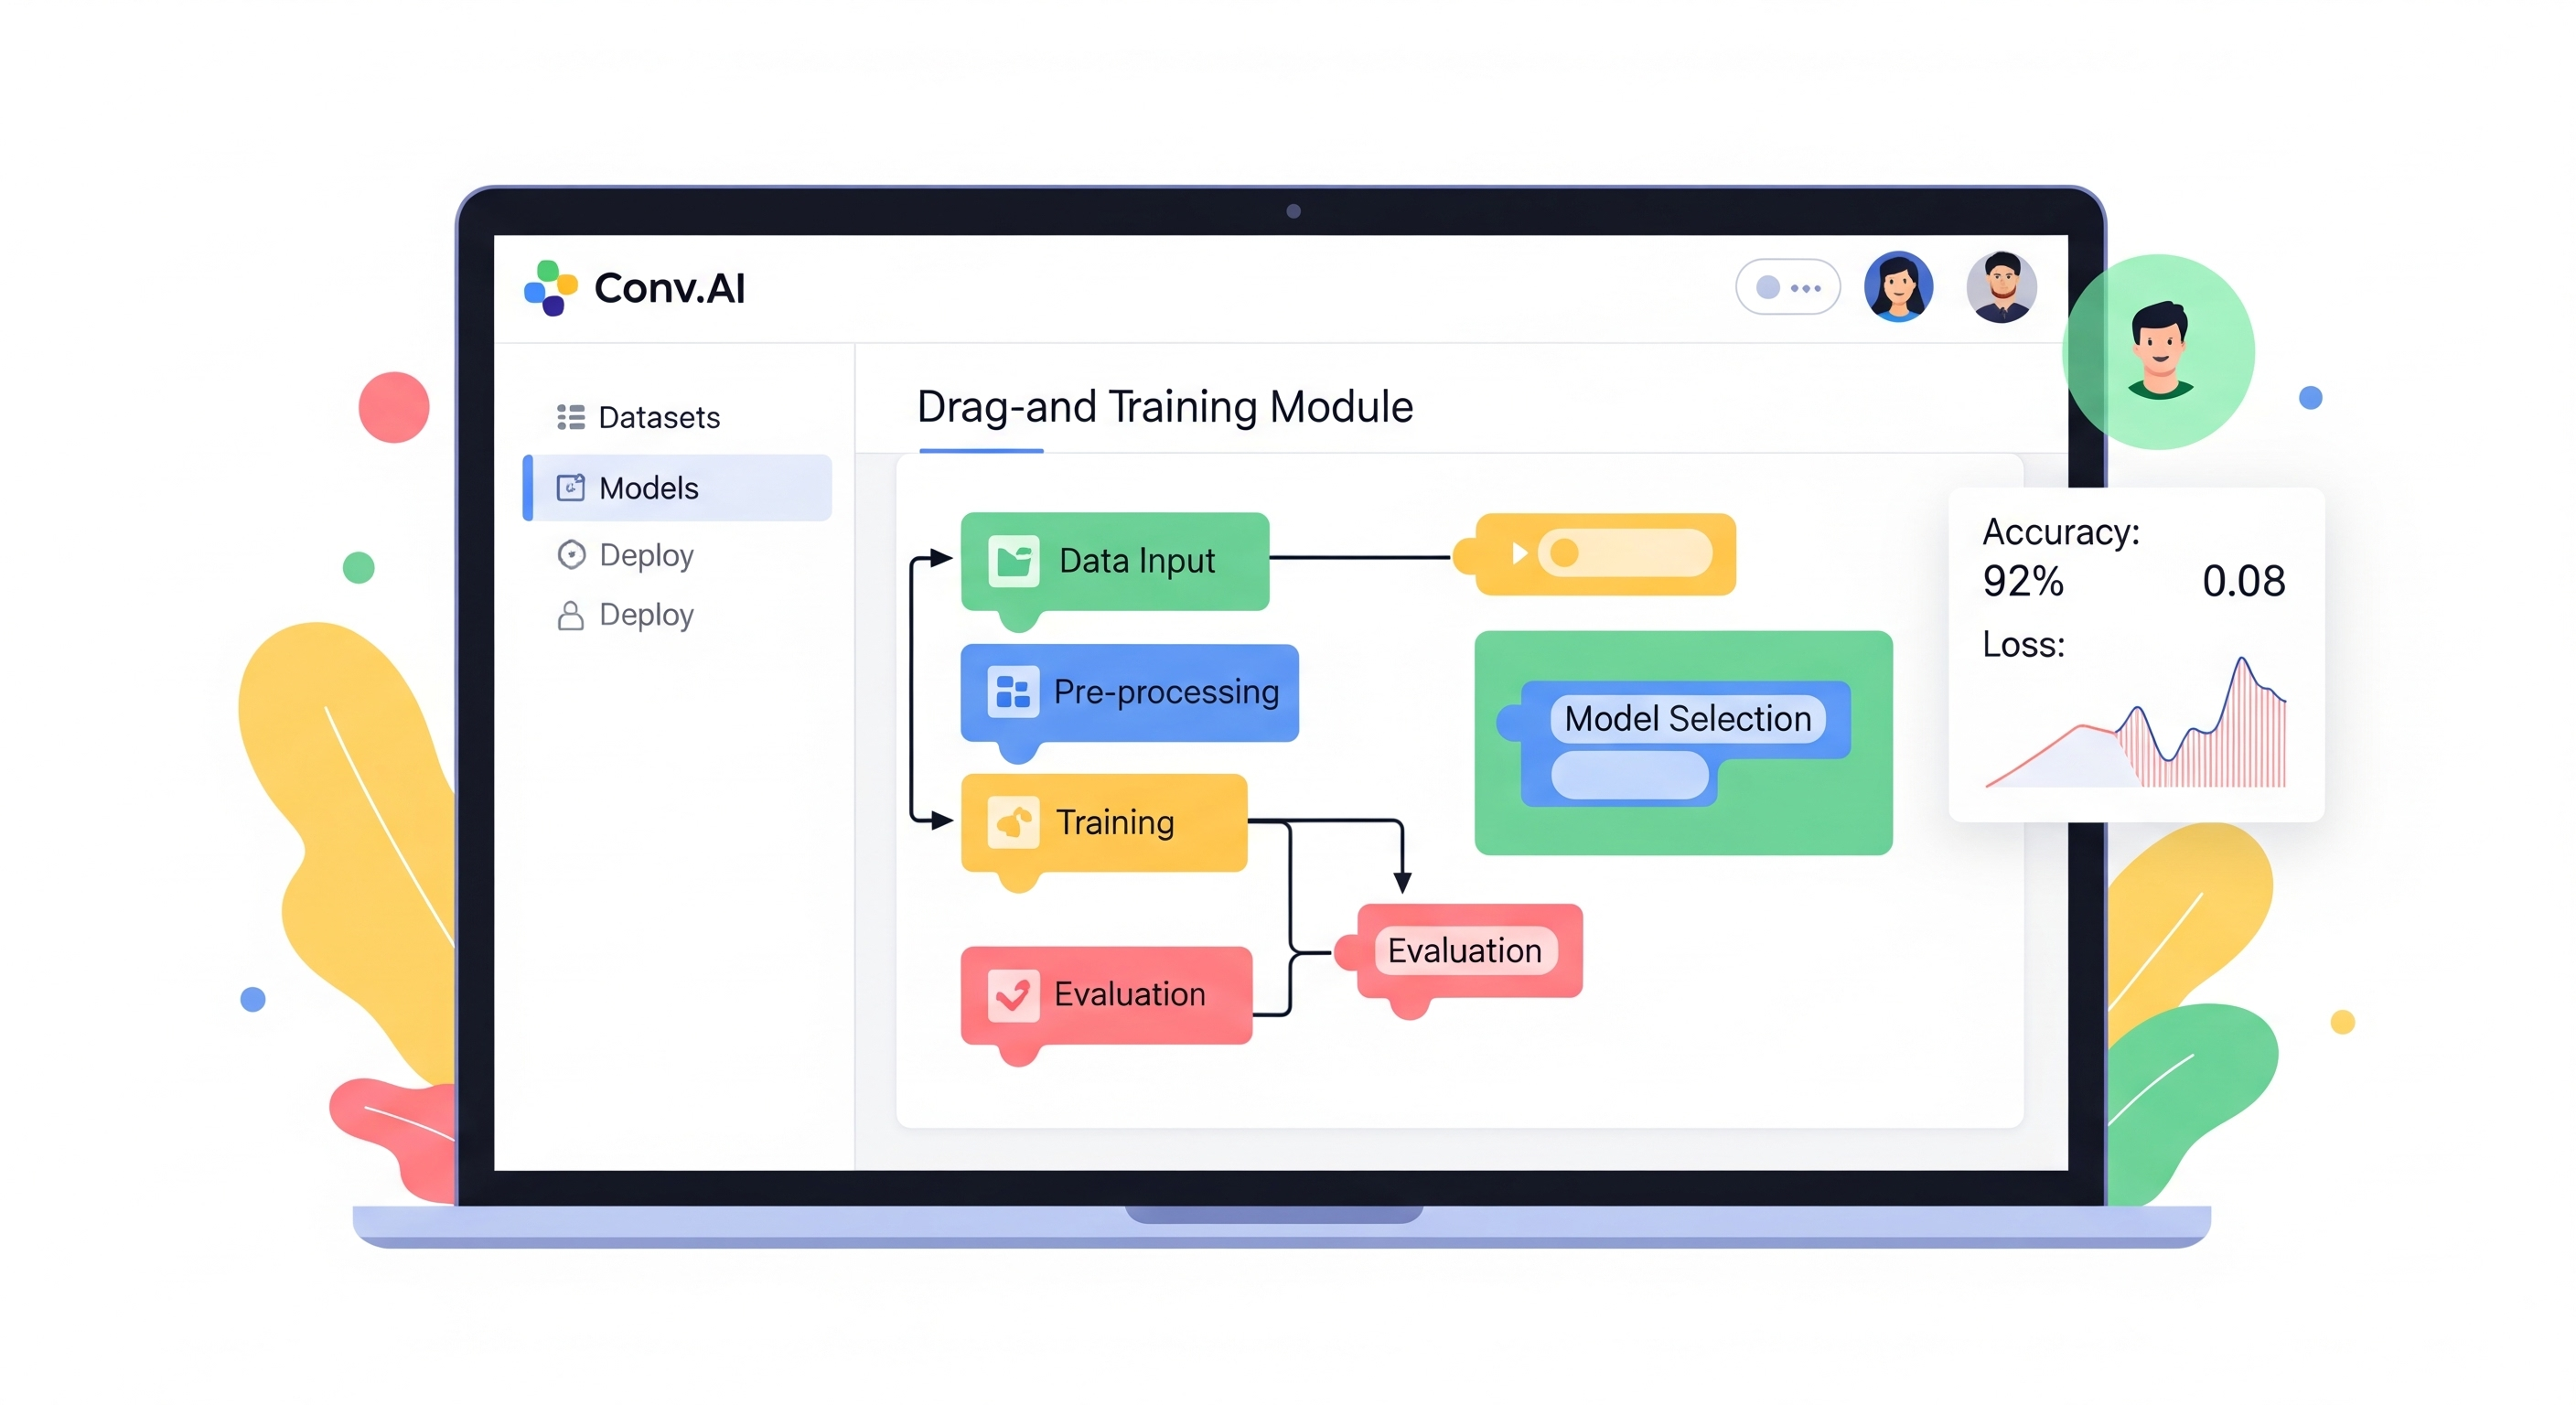 Conv.AI
Datasets
Models
Deploy
Deploy
Drag-and Training Module
Data Input
Pre-processing
Training
Evaluation
Model Selection
Evaluation
Accuracy:
92% 0.08
Loss: